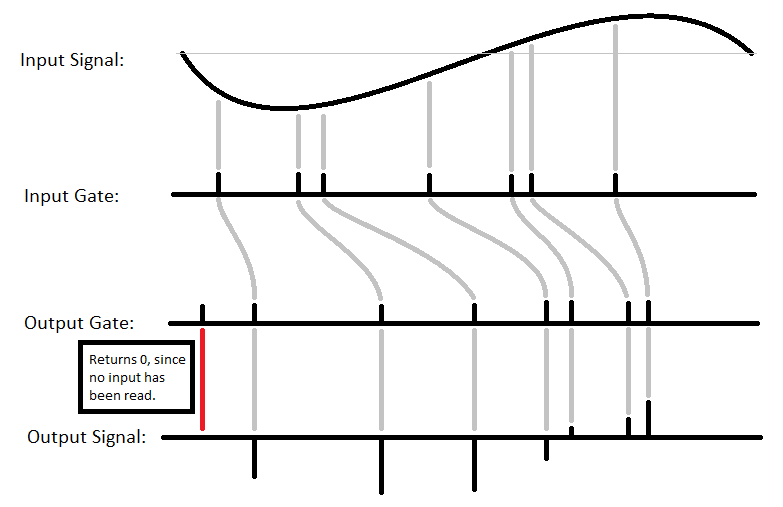 Input Signal:
Input Gate:
Output Gate:
Returns 0, since
no input has
been read.
Output Signal: